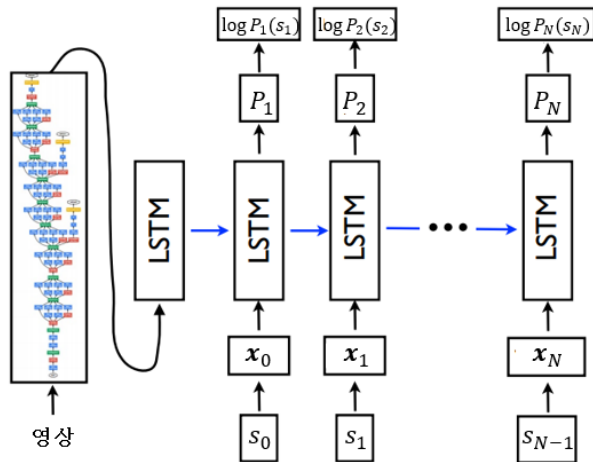 log P₁(s₁) log P₂(s₂) log P_N(s_N)
P₁ P₂ P_N
LSTM LSTM LSTM ••• LSTM
x₀ x₁ x_N
영상 s₀ s₁ s_{N−1}